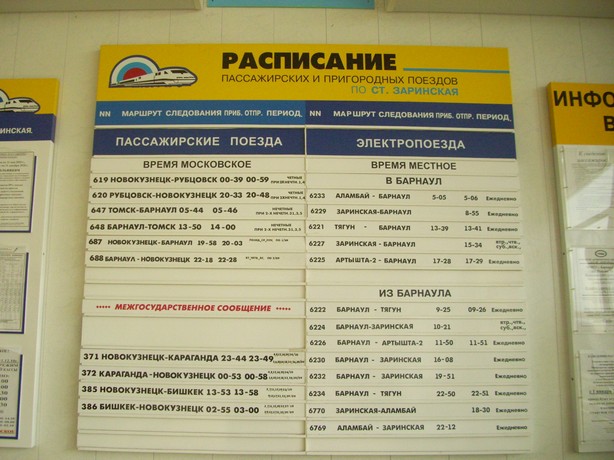 РАСПИСАНИЕ
ПАССАЖИРСКИХ И ПРИГОРОДНЫХ ПОЕЗДОВ
ПО СТ. ЗАРИНСКАЯ
NN МАРШРУТ СЛЕДОВАНИЯ ПРИБ. ОТПР. ПЕРИОД.
NN МАРШРУТ СЛЕДОВАНИЯ ПРИБ. ОТПР. ПЕРИОД.
ПАССАЖИРСКИЕ ПОЕЗДА
ВРЕМЯ МОСКОВСКОЕ
619 НОВОКУЗНЕЦК-РУБЦОВСК 00-39 00-59
620 РУБЦОВСК-НОВОКУЗНЕЦК 20-33 20-48
647 ТОМСК-БАРНАУЛ 05-44 05-46
648 БАРНАУЛ-ТОМСК 13-50 14-00
687 НОВОКУЗНЕЦК-БАРНАУЛ 19-58 20-03
688 БАРНАУЛ - НОВОКУЗНЕЦК 22-18 22-28
••••• МЕЖГОСУДАРСТВЕННОЕ СООБЩЕНИЕ •••••
371 НОВОКУЗНЕЦК-КАРАГАНДА 23-44 23-49
372 КАРАГАНДА-НОВОКУЗНЕЦК 00-53 00-58
385 НОВОКУЗНЕЦК-БИШКЕК 13-53 13-58
386 БИШКЕК-НОВОКУЗНЕЦК 02-55 03-00
ЭЛЕКТРОПОЕЗДА
ВРЕМЯ МЕСТНОЕ
В БАРНАУЛ
6233 АЛАМБАЙ - БАРНАУЛ 5-05 5-06 Ежедневно
6229 ЗАРИНСКАЯ-БАРНАУЛ 8-55 Ежедневно
6221 ТЯГУН - БАРНАУЛ 13-39 13-41 Ежедневно
6227 ЗАРИНСКАЯ-БАРНАУЛ 15-34 втр.,чтв., суб.,вск.,
6225 АРТЫШТА-2 - БАРНАУЛ 17-28 17-29 Ежедневно
ИЗ БАРНАУЛА
6222 БАРНАУЛ - ТЯГУН 9-25 09-26 Ежедневно
6224 БАРНАУЛ-ЗАРИНСКАЯ 10-21 втр.,чтв., суб.,вск.,
6226 БАРНАУЛ - АРТЫШТА-2 11-50 11-51 Ежедневно
6230 БАРНАУЛ - ЗАРИНСКАЯ 16-08 Ежедневно
6232 БАРНАУЛ - ЗАРИНСКАЯ 19-51 Ежедневно
6234 БАРНАУЛ - ТЯГУН 22-50 22-51 Ежедневно
6770 ЗАРИНСКАЯ-АЛАМБАЙ 18-30 Ежедневно
6769 АЛАМБАЙ - ЗАРИНСКАЯ 22-12 Ежедневно